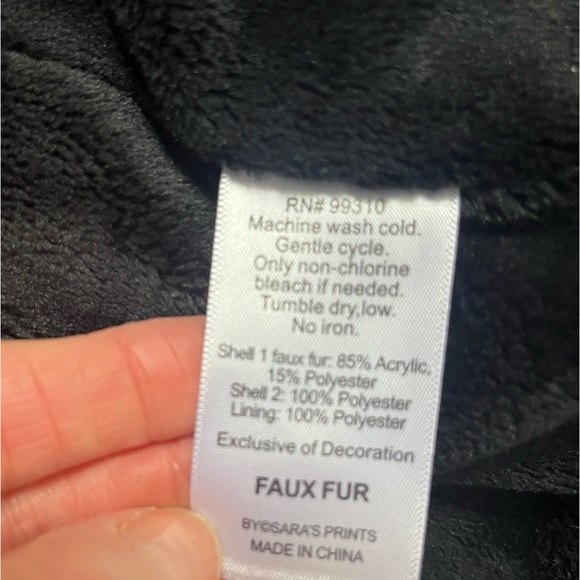 RN# 99310
Machine wash cold.
Gentle cycle.
Only non-chlorine
bleach if needed.
Tumble dry,low.
No iron.
Shell 1 faux fur: 85% Acrylic,
15% Polyester
Shell 2: 100% Polyester
Lining: 100% Polyester
Exclusive of Decoration
FAUX FUR
BY©SARA'S PRINTS
MADE IN CHINA